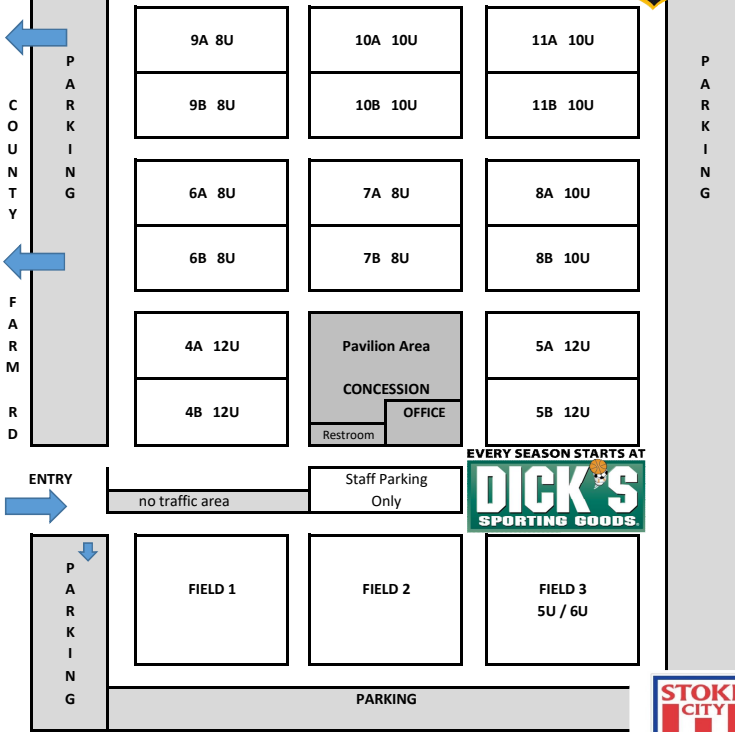 9A 8U
10A 10U
11A 10U
9B 8U
10B 10U
11B 10U
PARKING
PARKING
COUNTY FARM RD
6A 8U
7A 8U
8A 10U
6B 8U
7B 8U
8B 10U
4A 12U
Pavilion Area
5A 12U
CONCESSION
4B 12U
OFFICE
5B 12U
Restroom
EVERY SEASON STARTS AT
DICK'S
SPORTING GOODS.
ENTRY
Staff Parking
Only
no traffic area
PARKING
FIELD 1
FIELD 2
FIELD 3
5U / 6U
PARKING
CITY